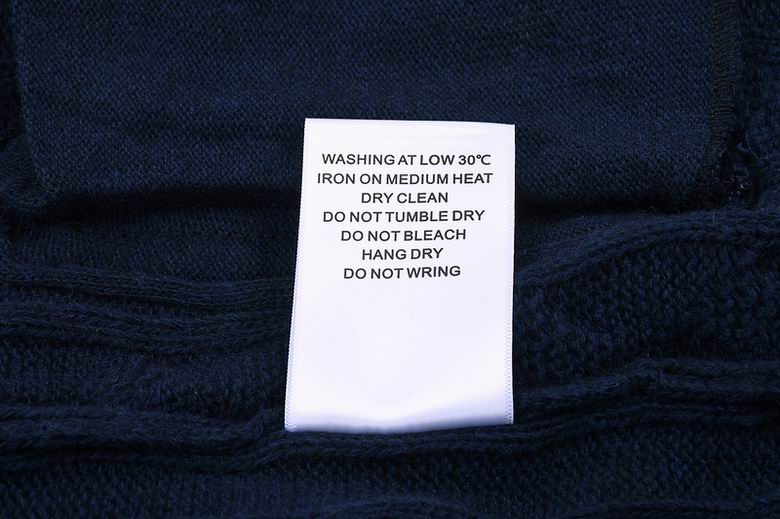 WASHING AT LOW 30℃
IRON ON MEDIUM HEAT
DRY CLEAN
DO NOT TUMBLE DRY
DO NOT BLEACH
HANG DRY
DO NOT WRING